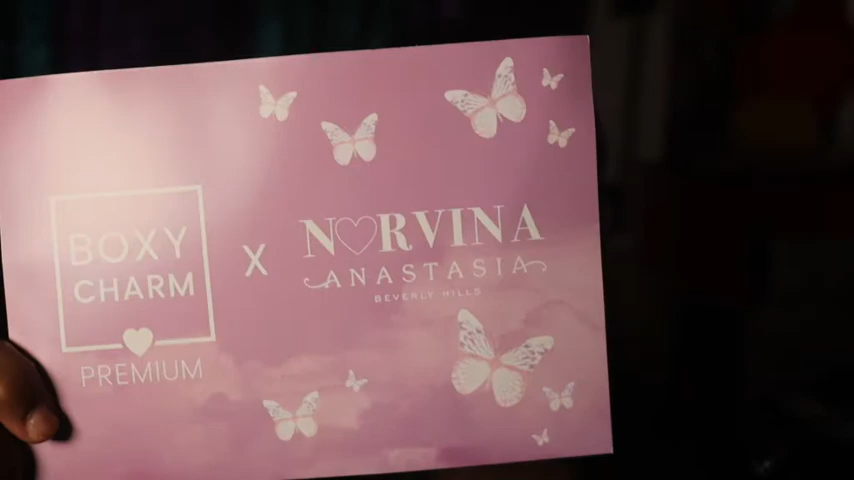 BOXY
CHARM
PREMIUM
X
NORVINA
ANASTASIA
BEVERLY HILLS